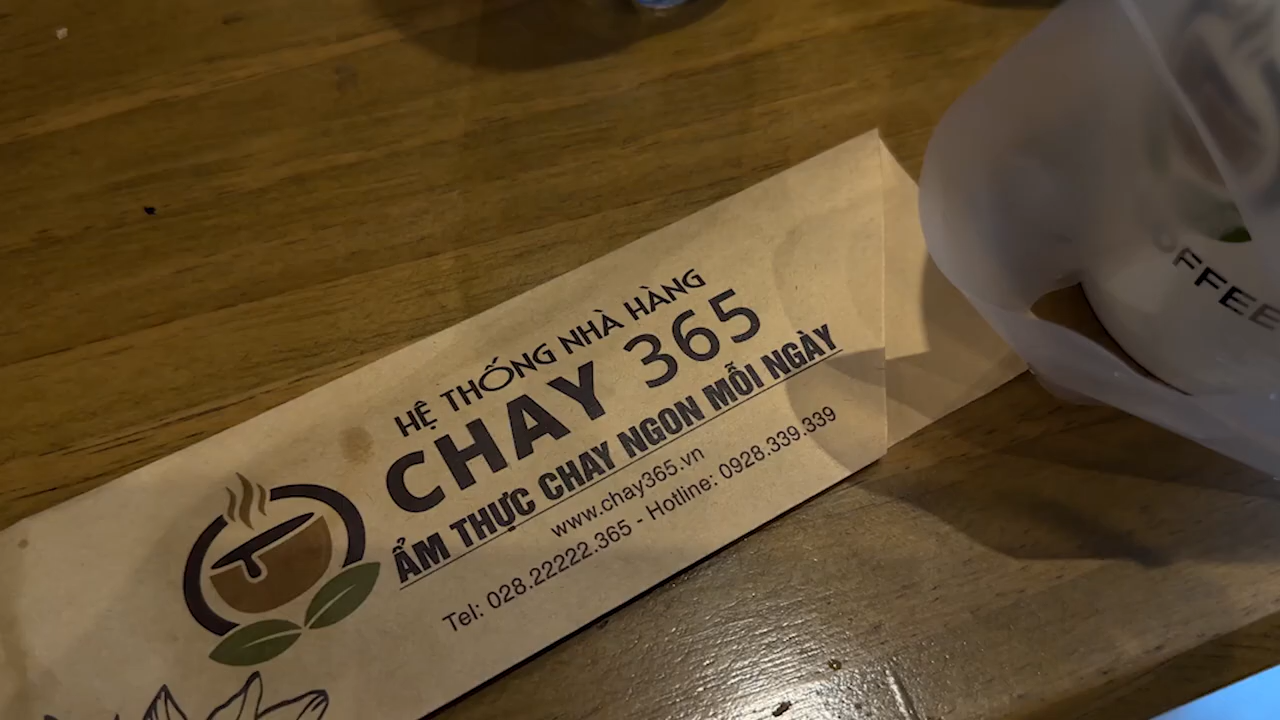 HỆ THỐNG NHÀ HÀNG
CHAY 365
ẨM THỰC CHAY NGON MỖI NGÀY
www.chay365.vn
Tel: 028.22222.365 - Hotline: 0928.339.339
OFFEE